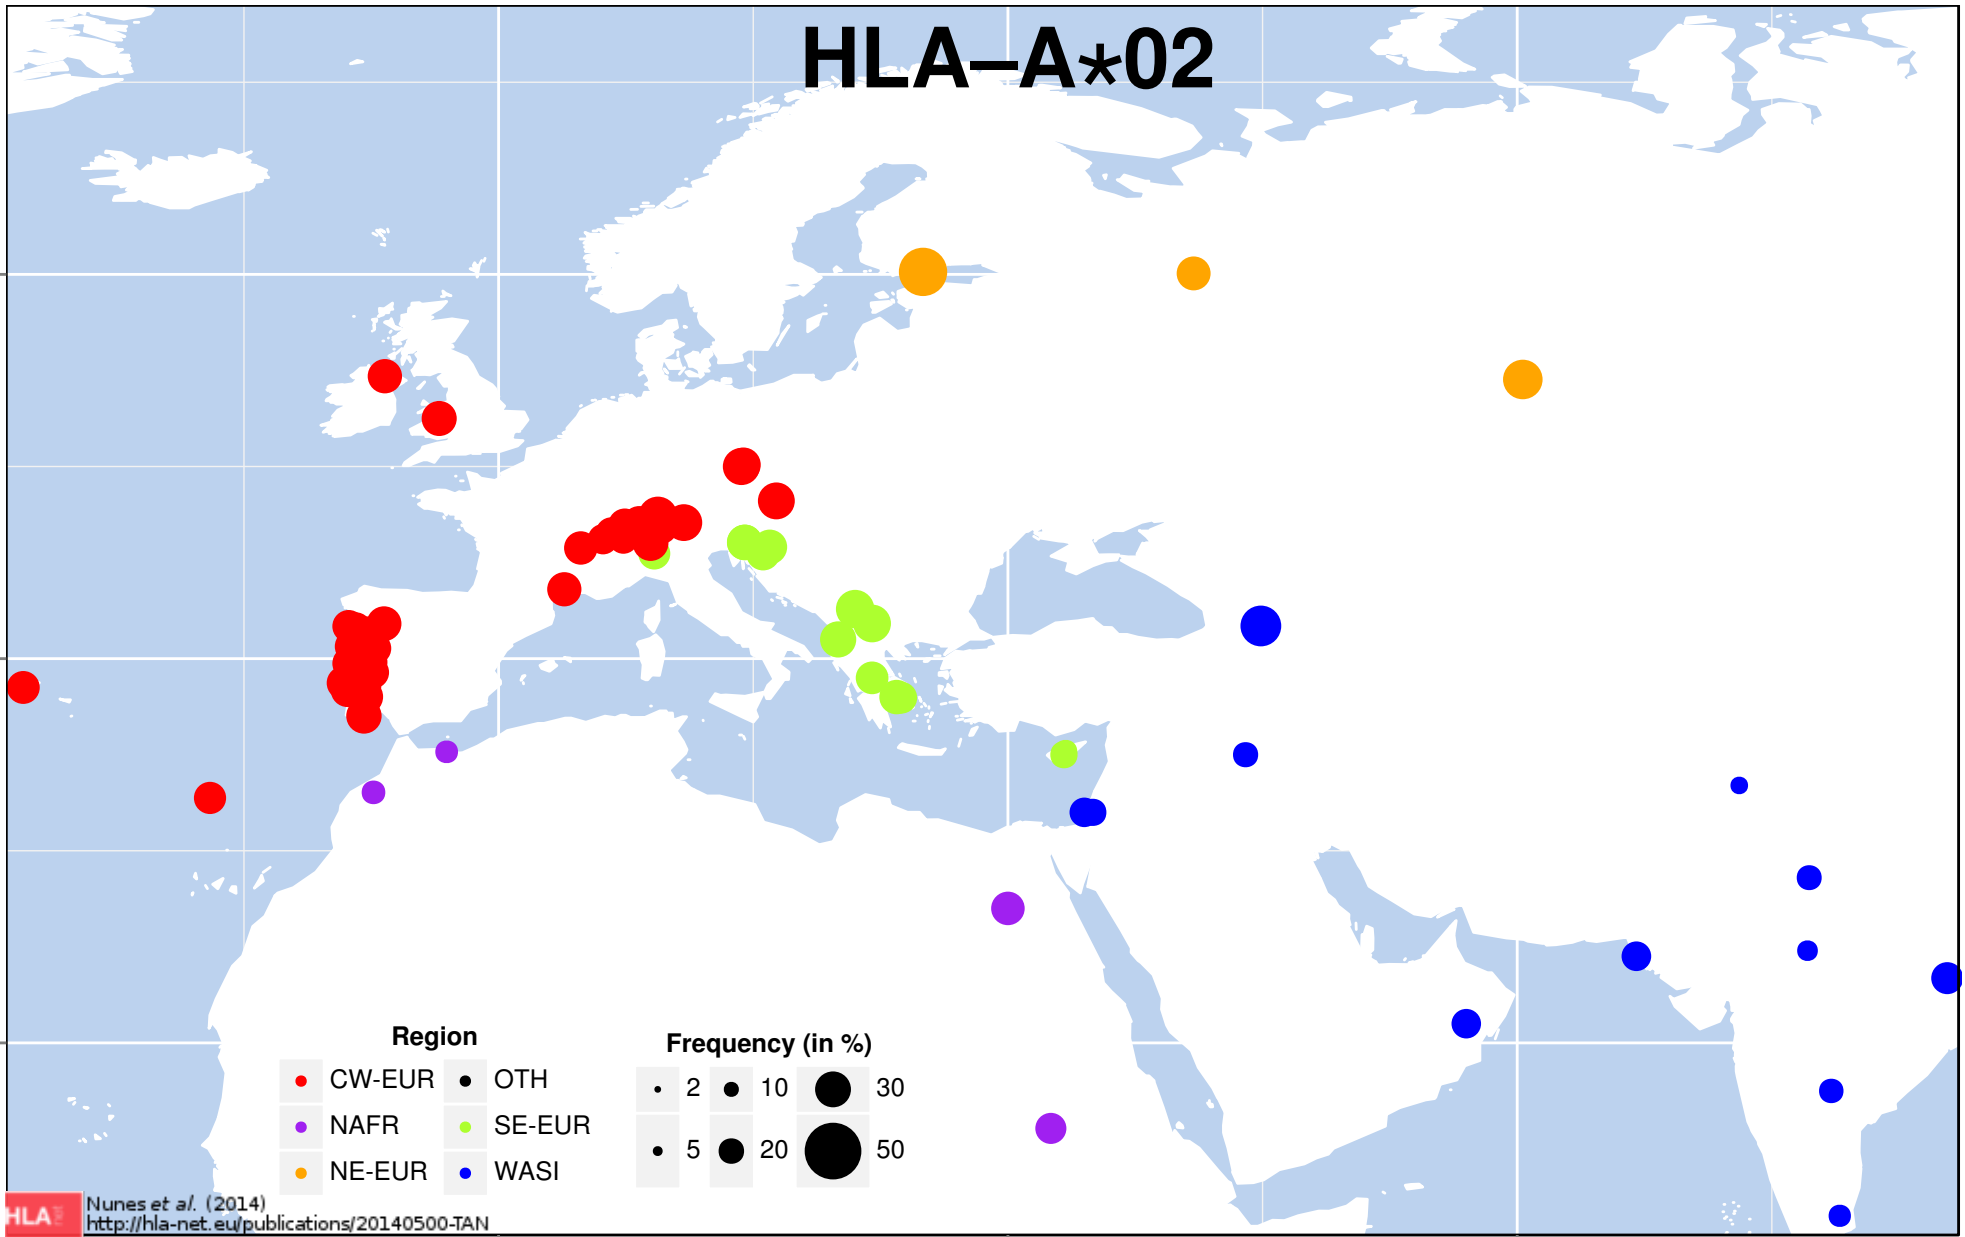 HLA–A*02
Region
CW-EUR
OTH
NAFR
SE-EUR
NE-EUR
WASI
Frequency (in %)
2
10
30
5
20
50
HLA net
Nunes et al. (2014)
http://hla-net.eu/publications/20140500-TAN